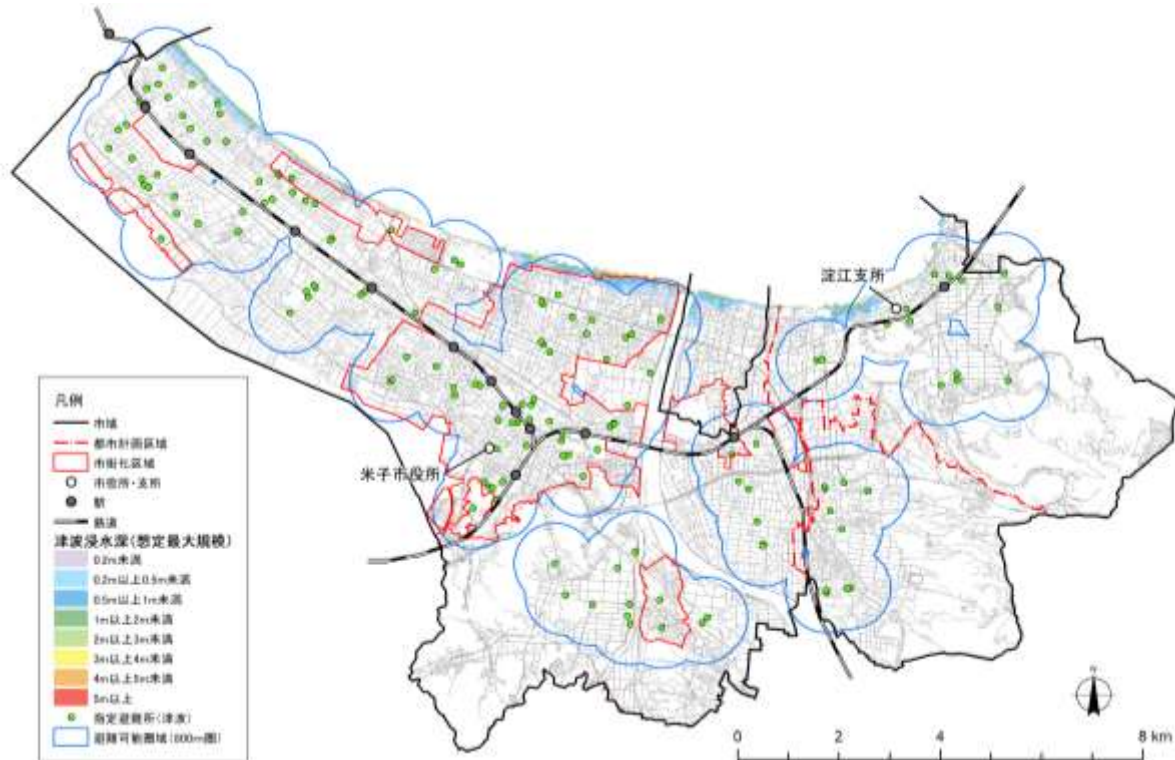 淀江支所
米子市役所
凡例
市域
都市計画区域
市街化区域
市役所・支所
駅
鉄道
津波浸水深(想定最大規模)
0.2m未満
0.2m以上0.5m未満
0.5m以上1m未満
1m以上2m未満
2m以上3m未満
3m以上4m未満
4m以上5m未満
5m以上
指定避難所(津波)
避難可能圏域(800m圏)
N
0 2 4 6 8 km